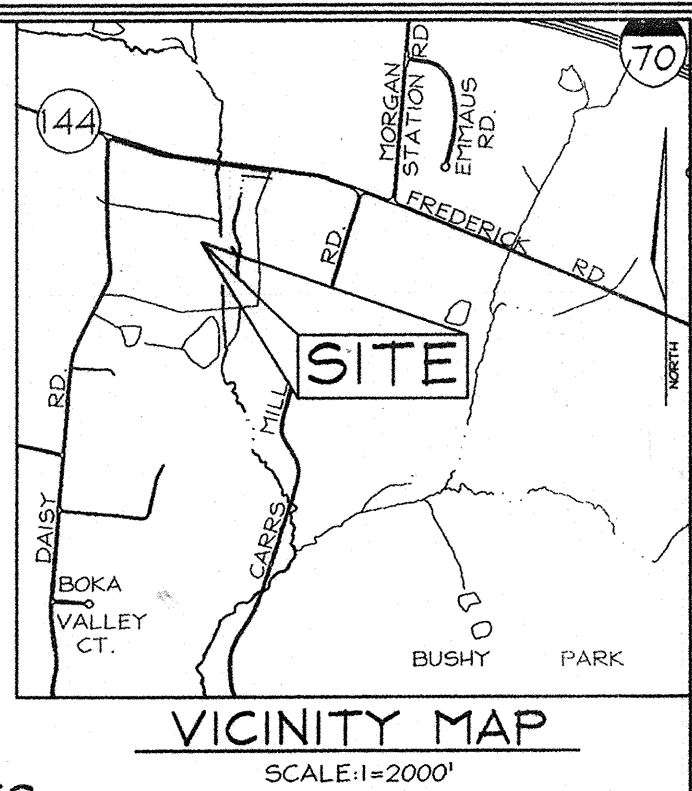 70
144
MORGAN
STATION RD
EMMAUS
RD.
FREDERICK RD.
RD.
SITE
NORTH
MILL
CARRS
RD.
DAISY
BOKA
VALLEY
CT.
BUSHY PARK
VICINITY MAP
SCALE:1=2000'